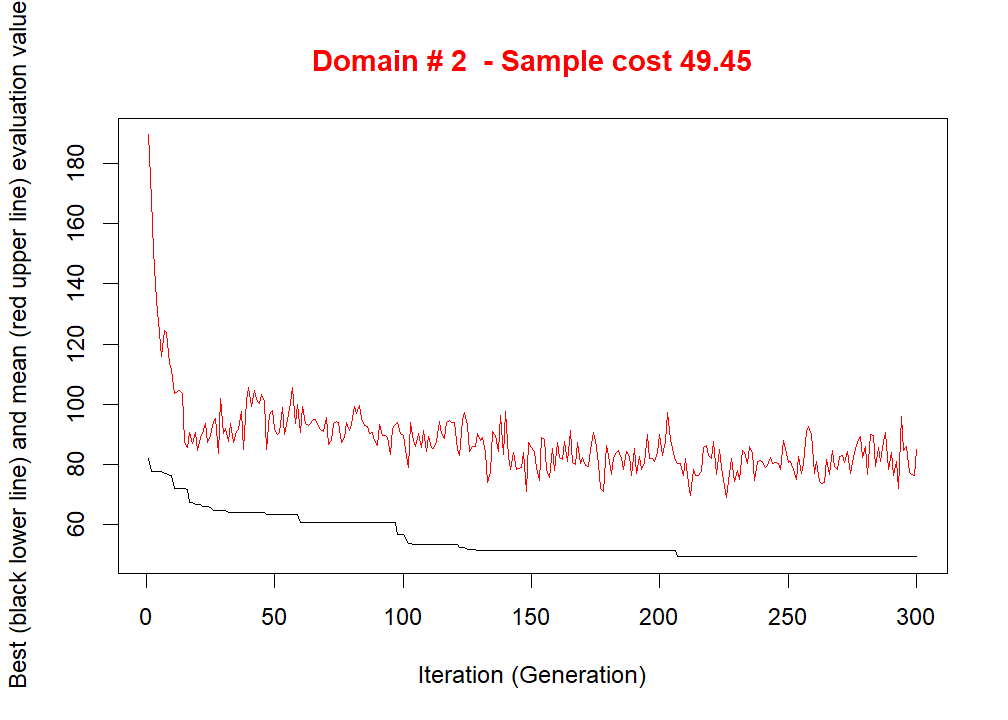 Domain # 2  - Sample cost 49.45
Best (black lower line) and mean (red upper line) evaluation value
180
160
140
120
100
80
60
0 50 100 150 200 250 300
Iteration (Generation)